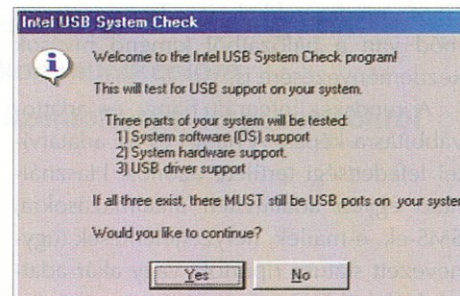 Intel USB System Check
Welcome to the Intel USB System Check program!
This will test for USB support on your system.
Three parts of your system will be tested:
1) System software (OS) support
2) System hardware support.
3) USB driver support
If all three exist, there MUST still be USB ports on your system
Would you like to continue?
Yes No